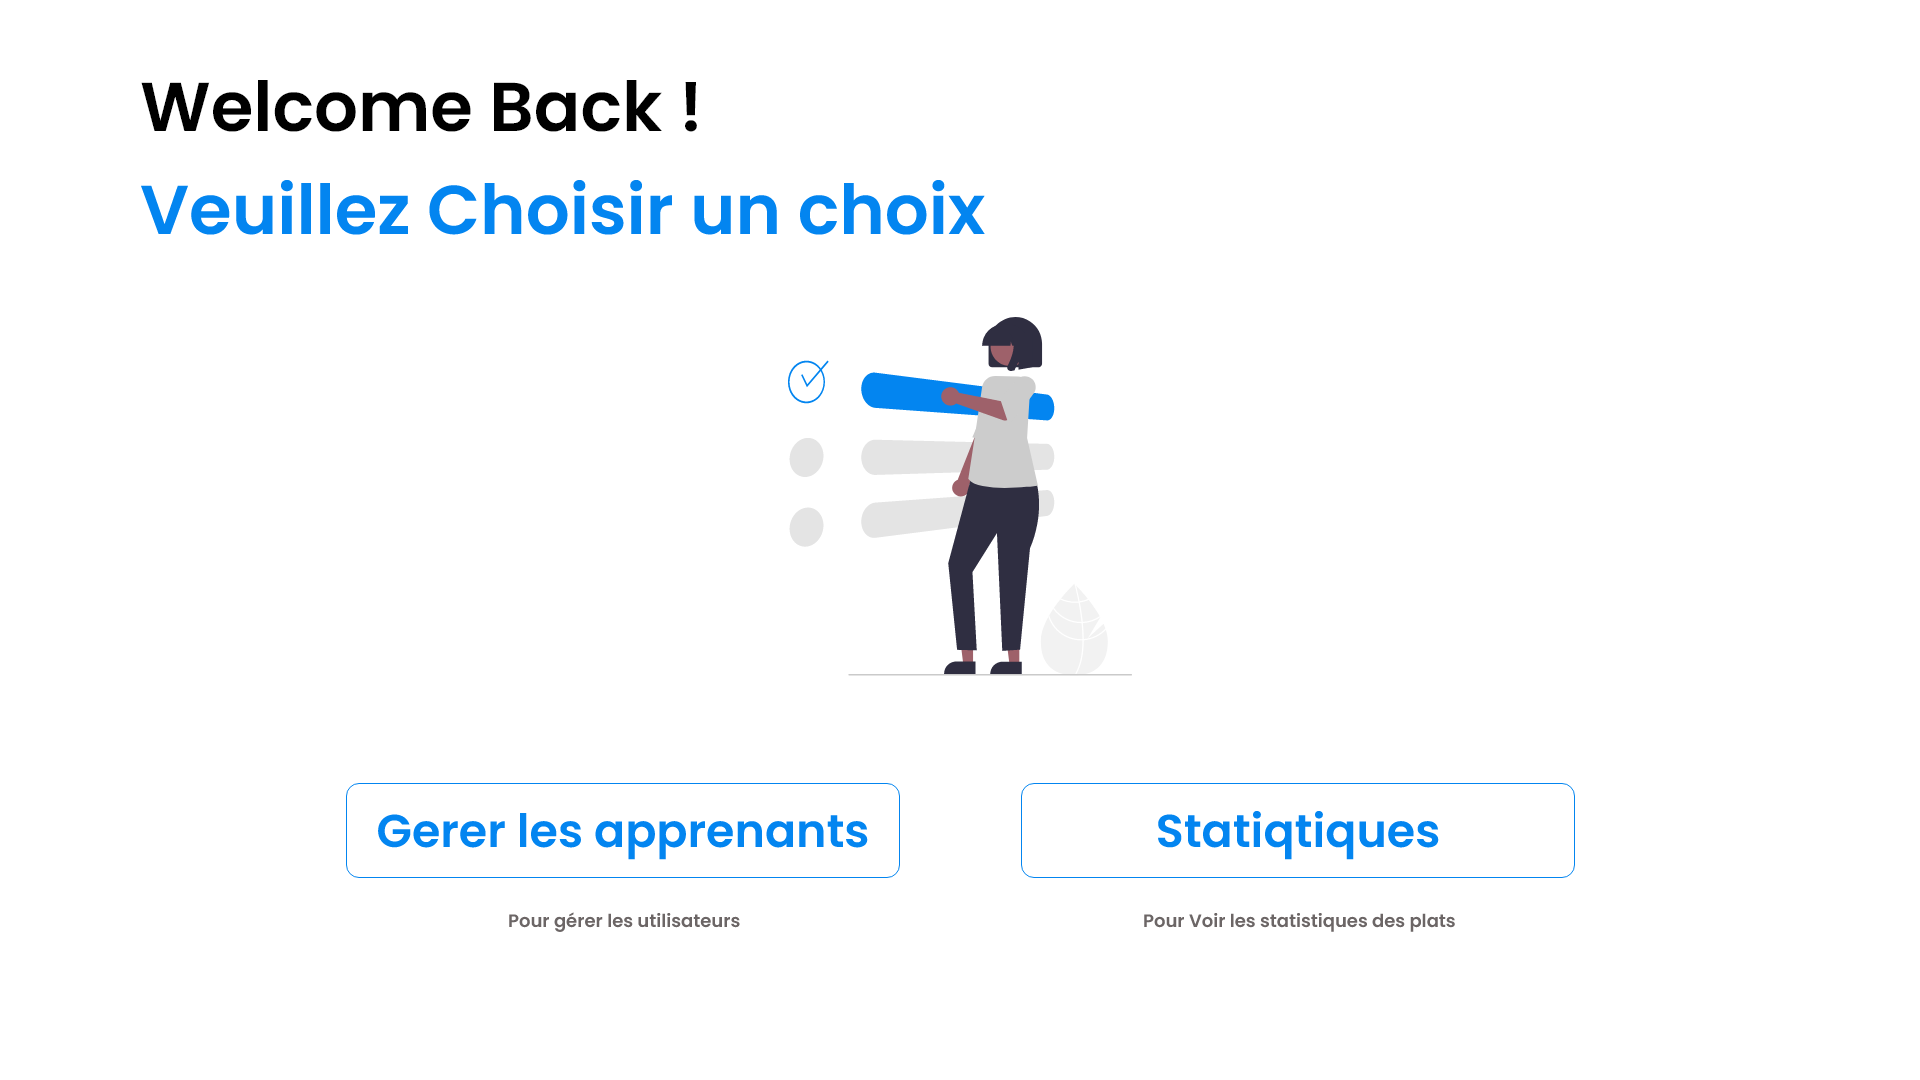 Welcome Back !
Veuillez Choisir un choix
Gerer les apprenants
Statiqtiques
Pour gérer les utilisateurs
Pour Voir les statistiques des plats